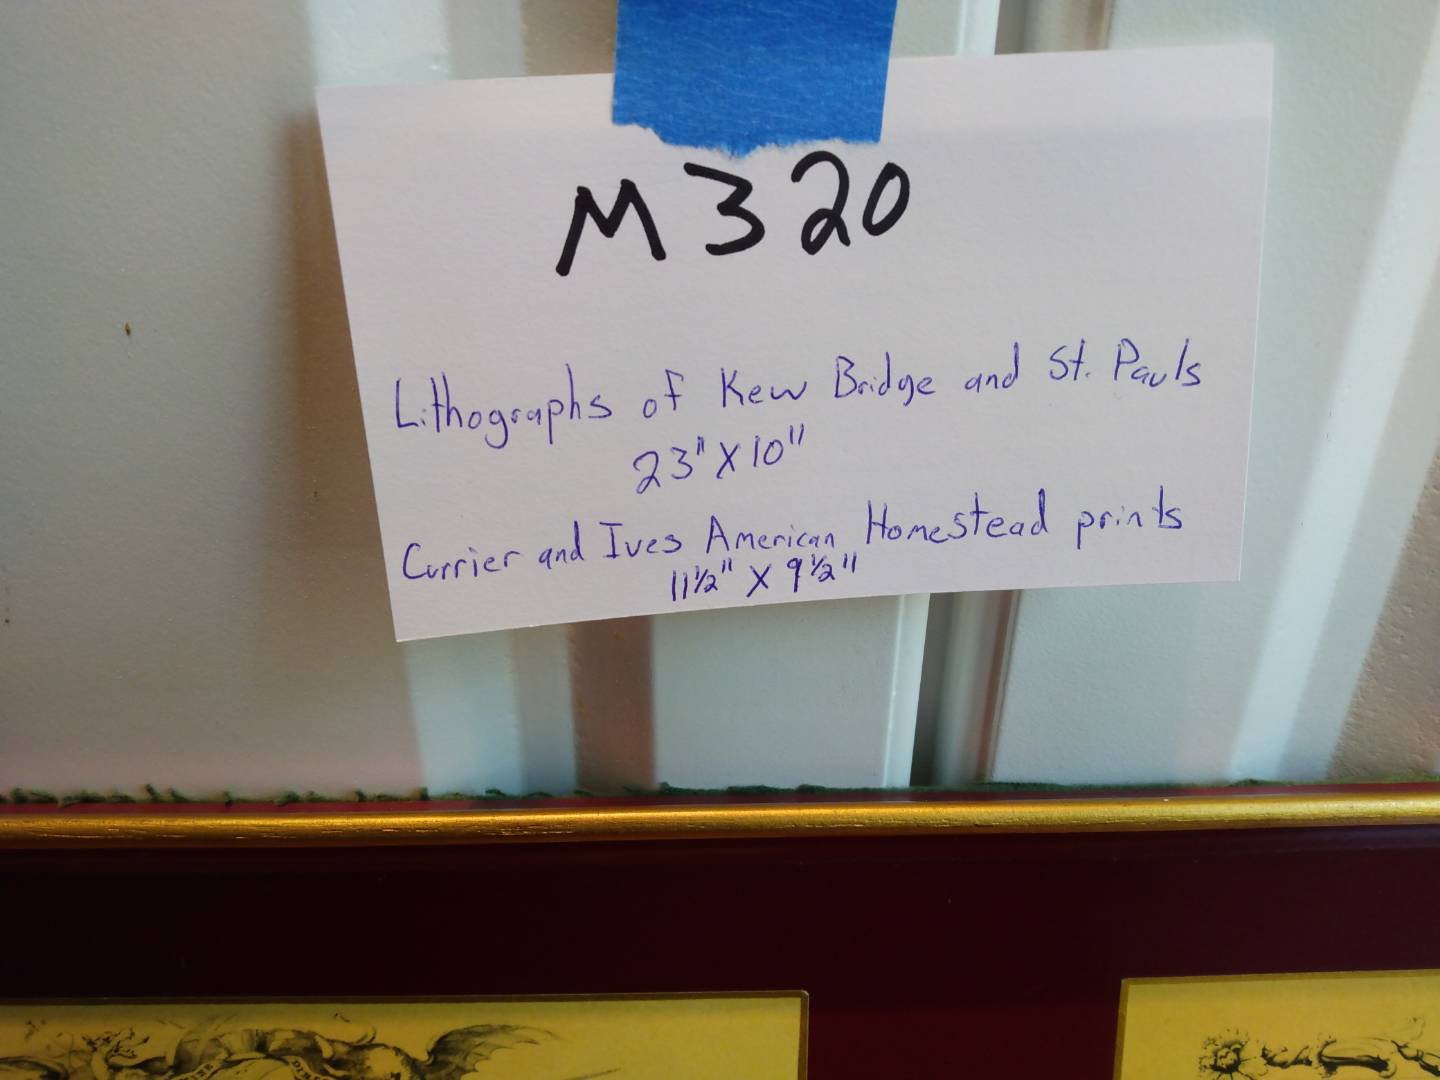 M320
Lithographs of Kew Bridge and St. Pauls
23" X 10"
Currier and Ives American Homestead prints
11½" X 9½"